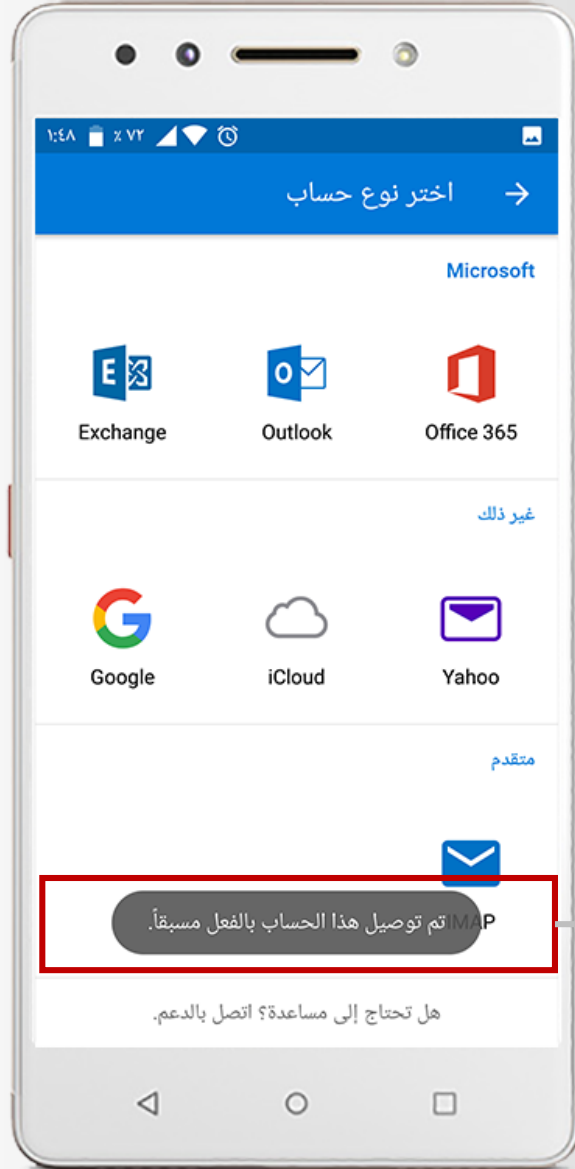 ١:٤٨ ٧٢ ٪
اختر نوع حساب
Microsoft
Office 365 Outlook Exchange
غير ذلك
Yahoo iCloud Google
متقدم
IMAP
تم توصيل هذا الحساب بالفعل مسبقاً.
هل تحتاج إلى مساعدة؟ اتصل بالدعم.